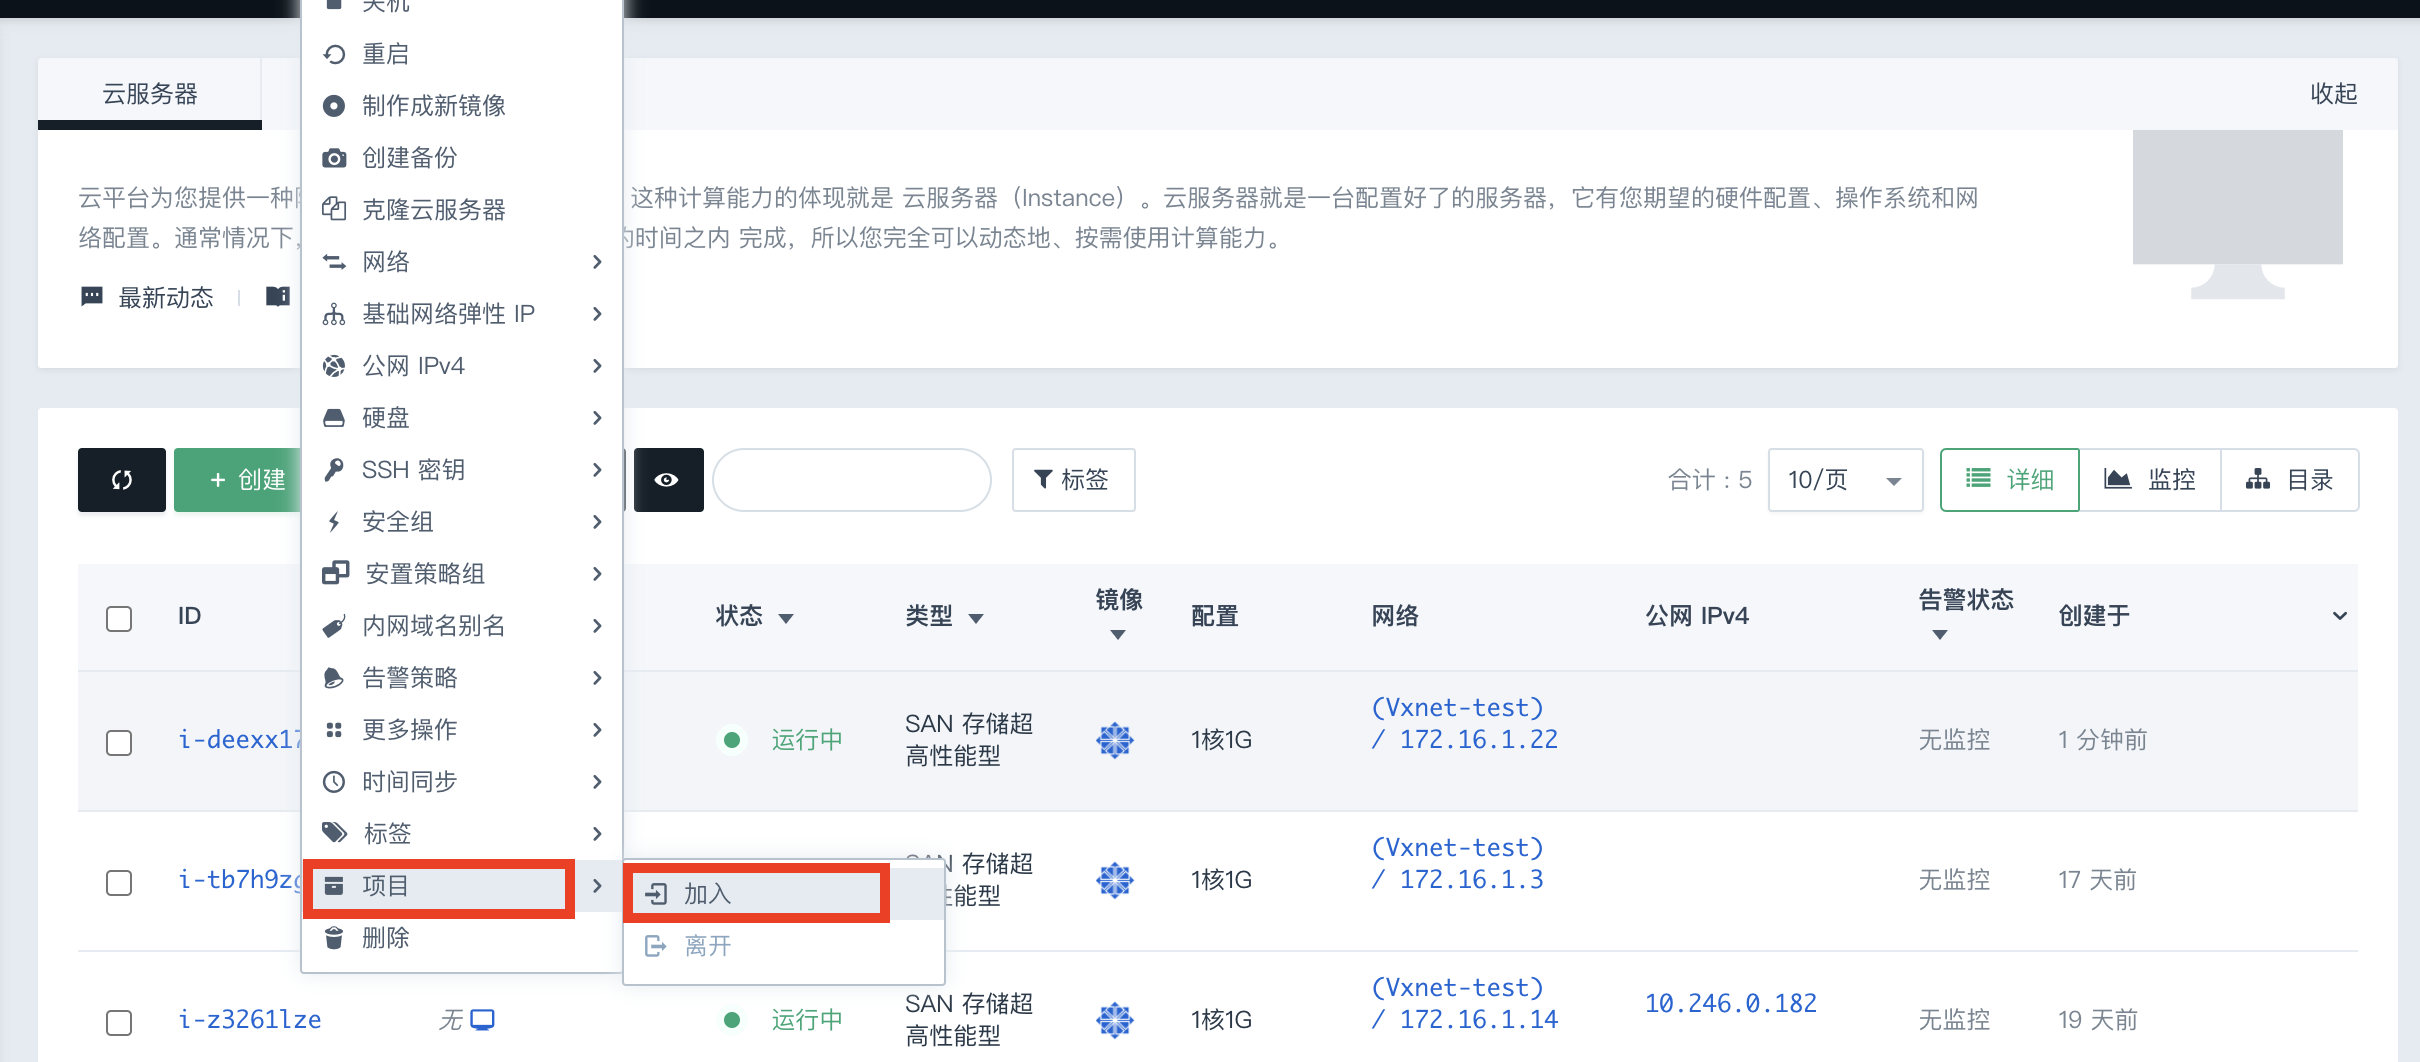 关机
重启
云服务器
收起
制作成新镜像
创建备份
云平台为您提供一种
这种计算能力的体现就是 云服务器（Instance）。云服务器就是一台配置好了的服务器，它有您期望的硬件配置、操作系统和网
克隆云服务器
络配置。通常情况下，
的时间之内 完成，所以您完全可以动态地、按需使用计算能力。
网络
最新动态
基础网络弹性 IP
公网 IPv4
硬盘
SSH 密钥
+ 创建
标签
合计：5
10/页
详细
监控
目录
安全组
安置策略组
ID
状态
类型
镜像
配置
网络
公网 IPv4
告警状态
创建于
内网域名别名
告警策略
更多操作
i-deexx17
运行中
SAN 存储超
高性能型
1核1G
(Vxnet-test)
/ 172.16.1.22
无监控
1 分钟前
时间同步
标签
i-tb7h9z
存储超
性能型
1核1G
(Vxnet-test)
/ 172.16.1.3
无监控
17 天前
项目
加入
删除
离开
i-z3261lze
无
运行中
SAN 存储超
高性能型
1核1G
(Vxnet-test)
/ 172.16.1.14
10.246.0.182
无监控
19 天前